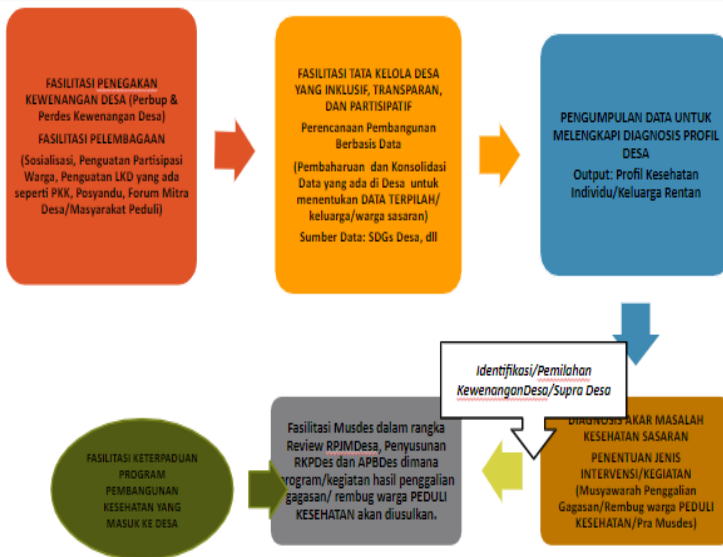 FASILITASI PENEGAKAN
KEWENANGAN DESA (Perbup &
Perdes Kewenangan Desa)
FASILITASI PELEMBAGAAN
(Sosialisasi, Penguatan Partisipasi
Warga, Penguatan LKD yang ada
seperti PKK, Posyandu, Forum Mitra
Desa/Masyarakat Peduli)
FASILITASI TATA KELOLA DESA
YANG INKLUSIF, TRANSPARAN,
DAN PARTISIPATIF
Perencanaan Pembangunan
Berbasis Data
(Pembaharuan dan Konsolidasi
Data yang ada di Desa untuk
menentukan DATA TERPILAH/
keluarga/warga sasaran)
Sumber Data: SDGs Desa, dll
PENGUMPULAN DATA UNTUK
MELENGKAPI DIAGNOSIS PROFIL
DESA
Output: Profil Kesehatan
Individu/Keluarga Rentan
Identifikasi/Pemilahan
KewenanganDesa/Supra Desa
DIAGNOSIS AKAR MASALAH
KESEHATAN SASARAN
PENENTUAN JENIS
INTERVENSI/KEGIATAN
(Musyawarah Penggalian
Gagasan/Rembug warga PEDULI
KESEHATAN/Pra Musdes)
Fasilitasi Musdes dalam rangka
Review RPJMDesa, Penyusunan
RKPDes dan APBDes dimana
program/kegiatan hasil penggalian
gagasan/ rembug warga PEDULI
KESEHATAN akan diusulkan.
FASILITASI KETERPADUAN
PROGRAM
PEMBANGUNAN
KESEHATAN YANG
MASUK KE DESA